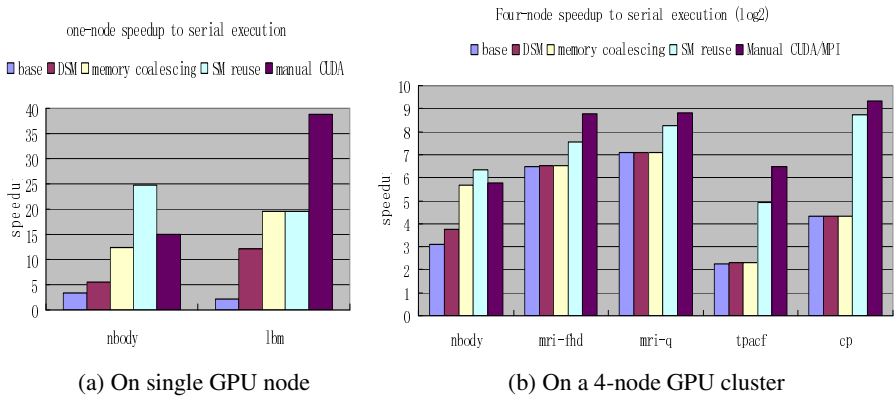 one-node speedup to serial execution
base DSM memory coalescing SM reuse manual CUDA
40
35
30
25
20
15
10
5
0
speedu
nbody lbm
(a) On single GPU node
Four-node speedup to serial execution (log2)
base DSM memory coalescing SM reuse Manual CUDA/MPI
10
9
8
7
6
5
4
3
2
1
0
speedu
nbody mri-fhd mri-q tpacf cp
(b) On a 4-node GPU cluster